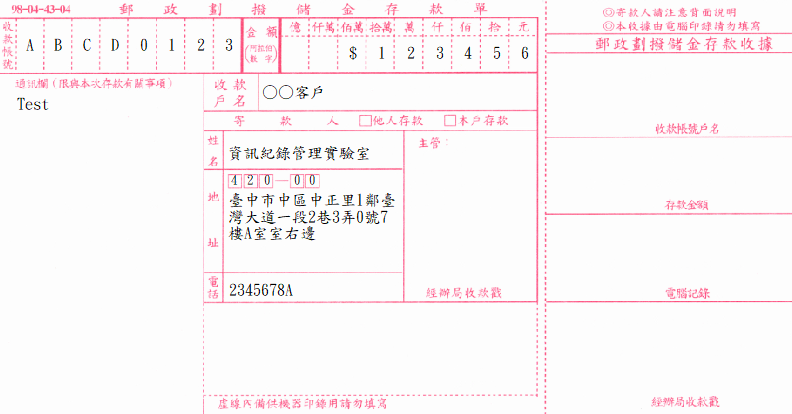 98-04-43-04 郵政劃撥儲金存款單
◎寄款人請注意背面說明
◎本收據由電腦印錄請勿填寫
收款帳號 A B C D 0 1 2 3 金額(阿拉伯數字) 億 仟萬 佰萬 拾萬 萬 仟 佰 拾 元
$ 1 2 3 4 5 6
郵政劃撥儲金存款收據
通訊欄(限與本次存款有關事項)
Test
收款戶名 ○○客戶
寄款人 □他人存款 □本戶存款
姓名 資訊紀錄管理實驗室
主管:
地址 420-00
臺中市中區中正里1鄰臺
灣大道一段2巷3弄0號7
樓A室室右邊
電話 2345678A
經辦局收款戳
虛線內備供機器印錄用請勿填寫
收款帳號戶名
存款金額
電腦記錄
經辦局收款戳